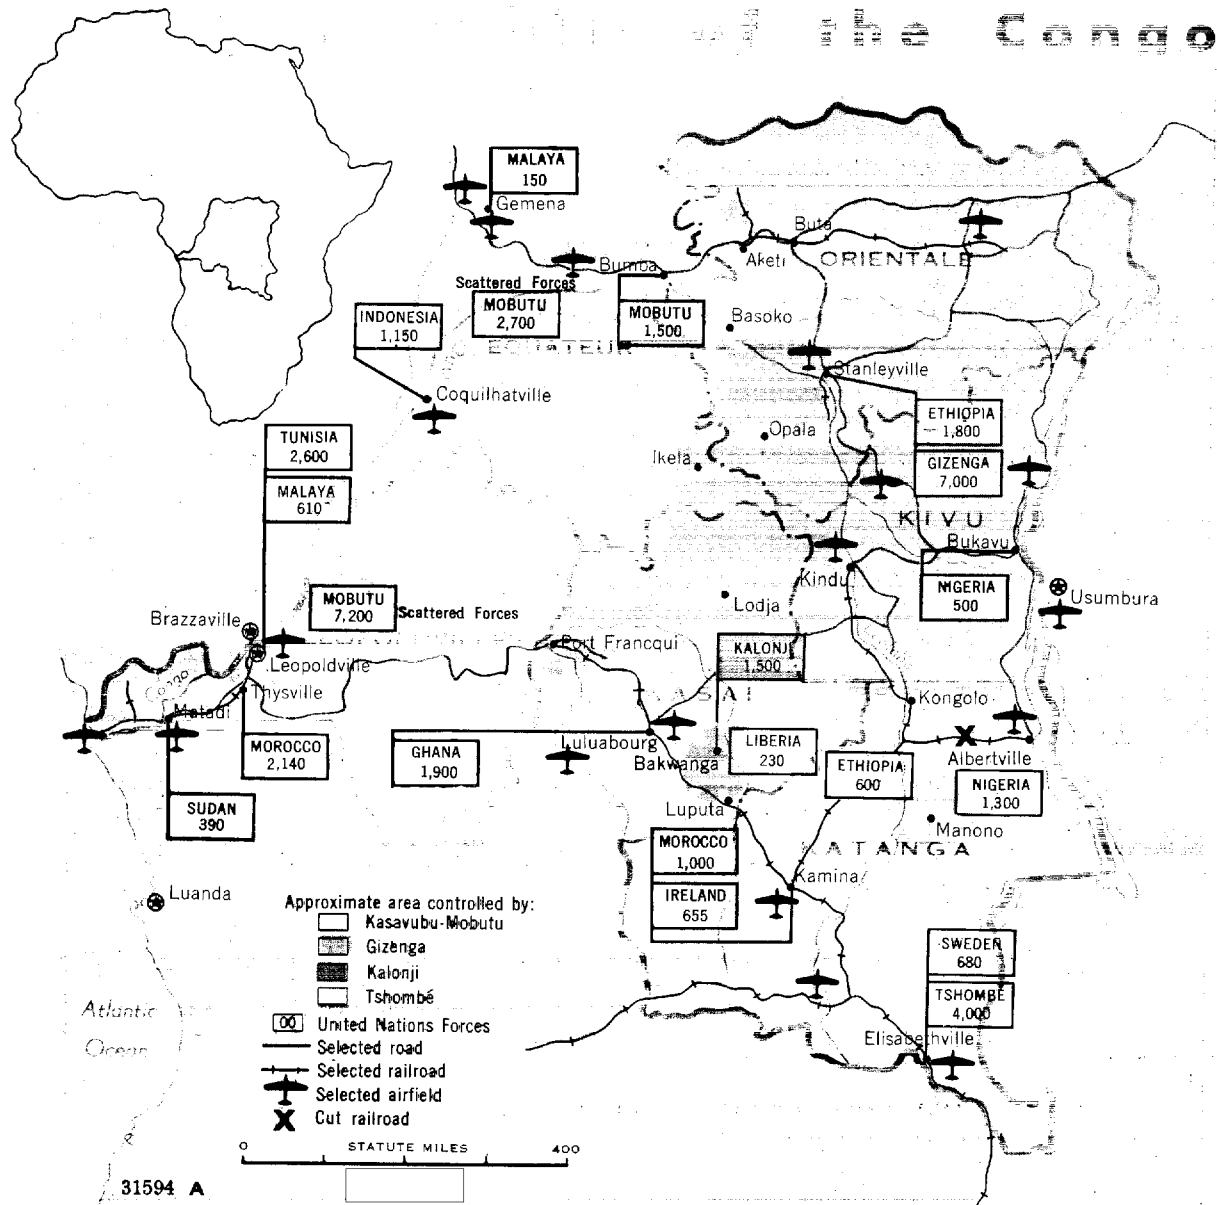 of the Congo
MALAYA
150
Gemena
Buta
Aketi
ORIENTALE
Bumba
Scattered Forces
MOBUTU
2,700
MOBUTU
1,500
INDONESIA
1,150
Basoko
EQUATEUR
Stanleyville
Coquilhatville
ETHIOPIA
1,800
GIZENGA
7,000
Opala
Ikela
TUNISIA
2,600
MALAYA
610
KIVU
Bukavu
Kindu
NIGERIA
500
Usumbura
Lodja
MOBUTU
7,200
Scattered Forces
Brazzaville
Leopoldville
Port Francqui
KALONJI
1,500
KASAI
Congo
Thysville
Matadi
Kongolo
MOROCCO
2,140
GHANA
1,900
Luluabourg
Bakwanga
LIBERIA
230
ETHIOPIA
600
Albertville
NIGERIA
1,300
SUDAN
390
Luputa
Manono
MOROCCO
1,000
KATANGA
Kamina
IRELAND
655
Luanda
Approximate area controlled by:
Kasavubu-Mobutu
Gizenga
Kalonji
Tshombé
00 United Nations Forces
Selected road
Selected railroad
Selected airfield
X Cut railroad
SWEDEN
680
TSHOMBÉ
4,000
Elisabethville
Atlantic
Ocean
0 STATUTE MILES 400
31594 A